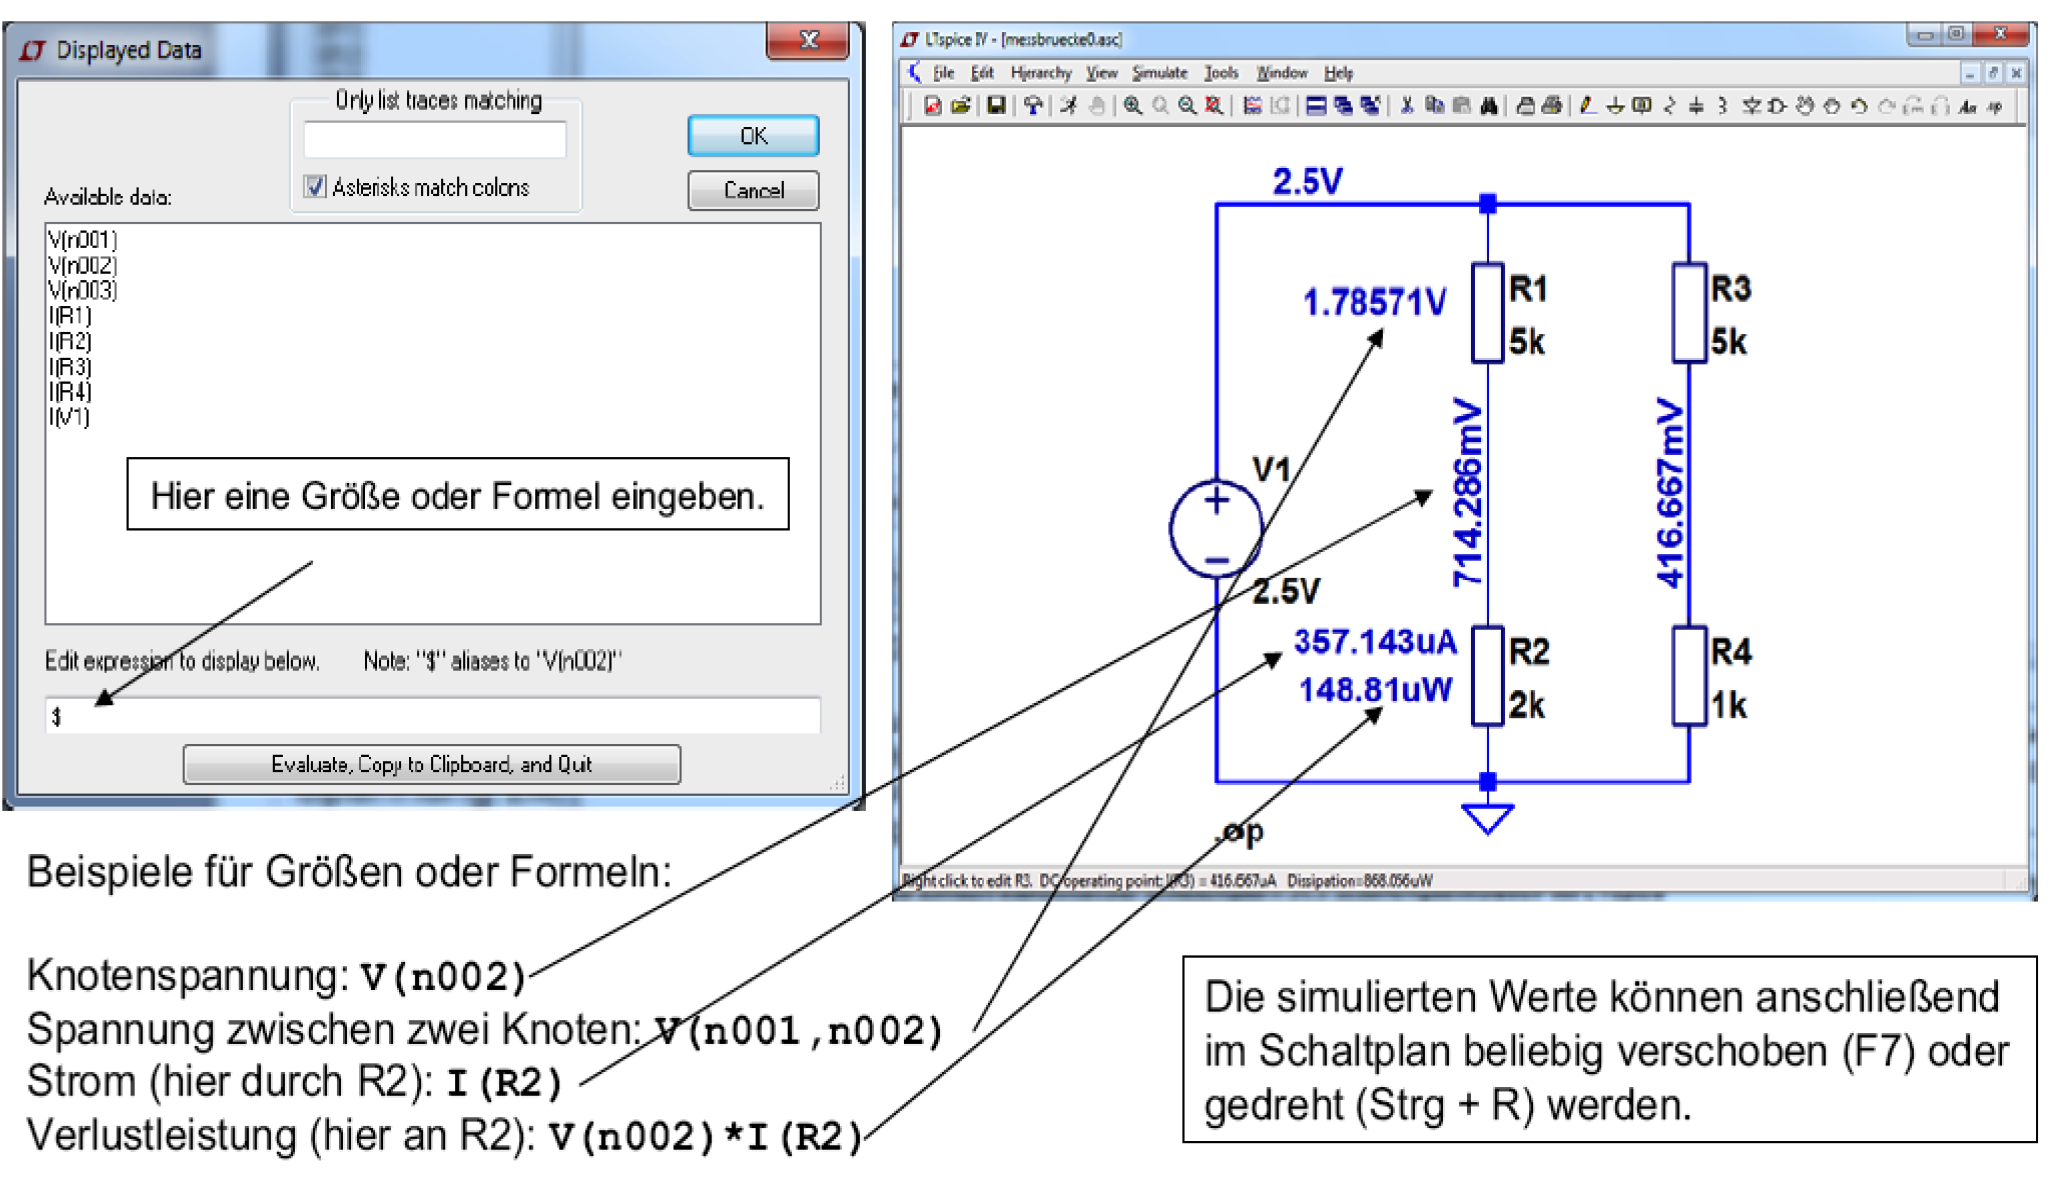 Displayed Data
Only list traces matching
Asterisks match colons
OK
Cancel
Available data:
V(n001)
V(n002)
V(n003)
I(R1)
I(R2)
I(R3)
I(R4)
I(V1)
Hier eine Größe oder Formel eingeben.
Edit expression to display below. Note: "$" aliases to "V(n002)"
$
Evaluate, Copy to Clipboard, and Quit
LTspice IV - [messbruecke0.asc]
File Edit Hierarchy View Simulate Tools Window Help
2.5V
1.78571V
R1
5k
R3
5k
V1
2.5V
714.286mV
416.667mV
357.143uA
148.81uW
R2
2k
R4
1k
.op
Right click to edit R3. DC operating point: I(R3) = 416.667uA Dissipation=868.056uW
Beispiele für Größen oder Formeln:
Knotenspannung: V(n002)
Spannung zwischen zwei Knoten: V(n001,n002)
Strom (hier durch R2): I(R2)
Verlustleistung (hier an R2): V(n002)*I(R2)
Die simulierten Werte können anschließend
im Schaltplan beliebig verschoben (F7) oder
gedreht (Strg + R) werden.